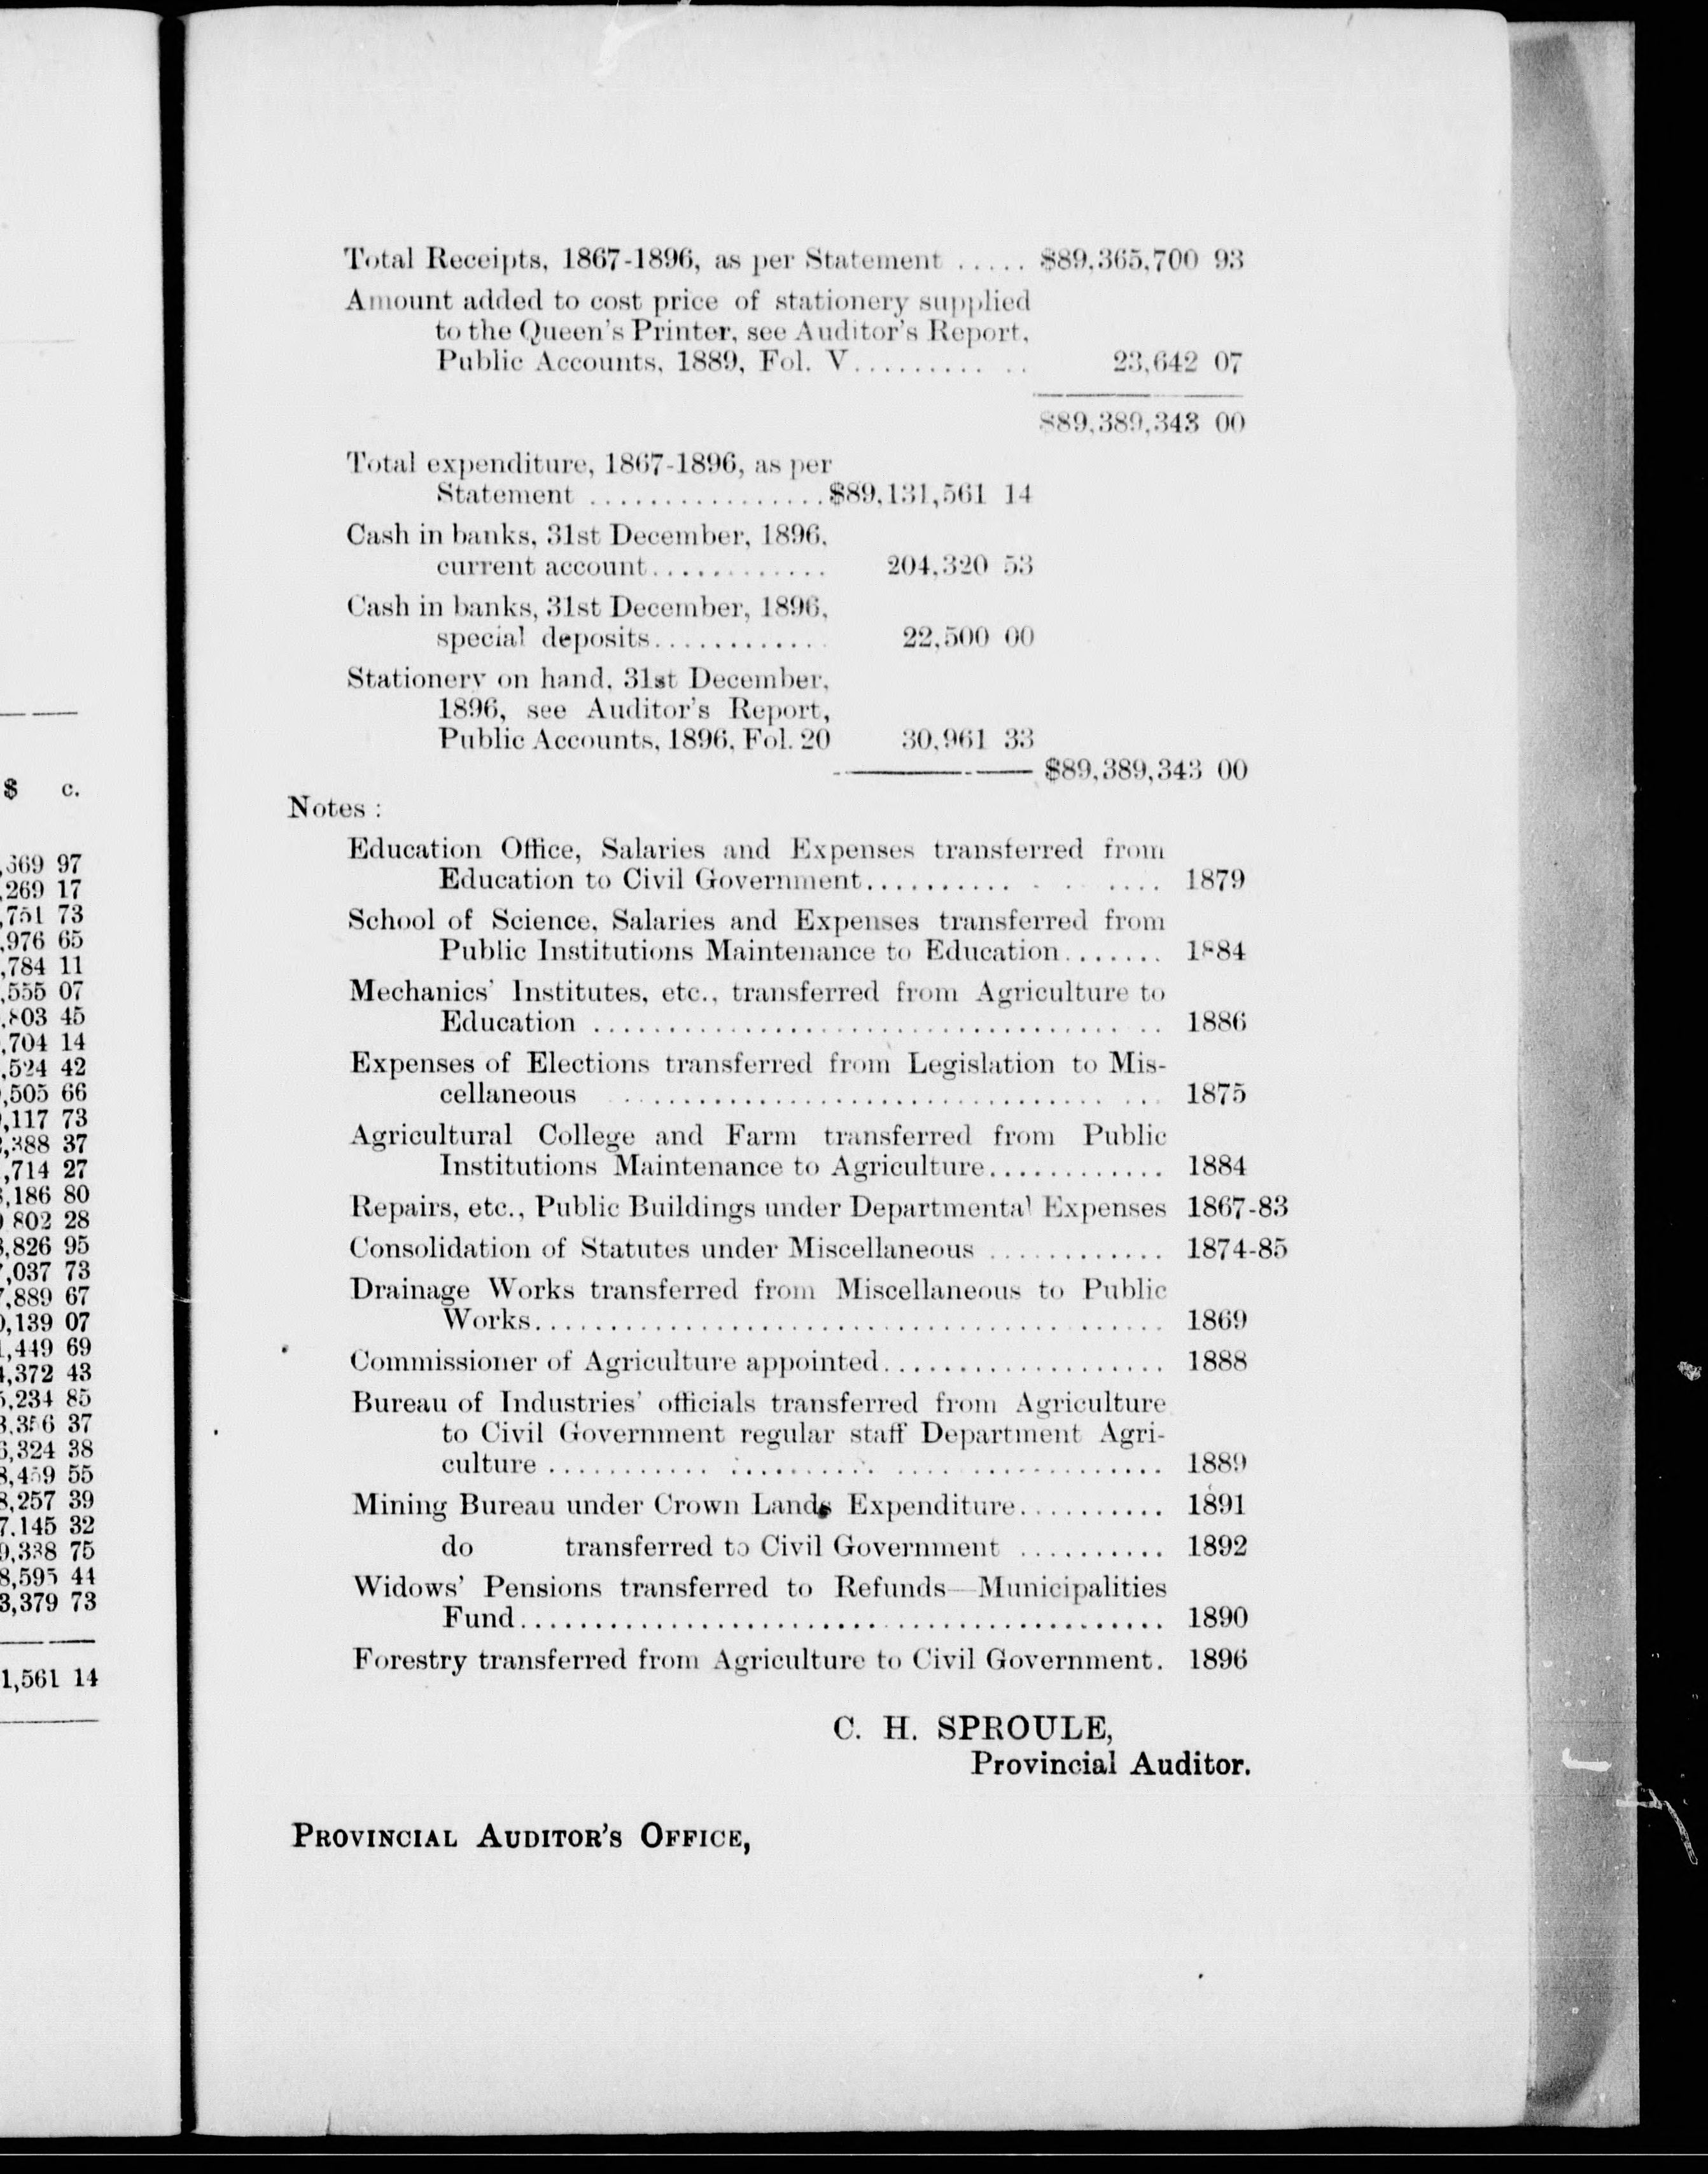 $ c.
269 17
751 73
976 65
,784 11
,555 07
,704 14
,524 42
,505 66
,117 73
,714 27
,186 80
802 28
,826 95
,037 73
,889 67
,139 07
,449 69
,372 43
,234 85
,324 38
,257 39
7.145 32
8,595 44
3,379 73
1,561 14
Total Receipts, 1867-1896, as per Statement ..... $89,365,700 93
Amount added to cost price of stationery supplied
to the Queen's Printer, see Auditor's Report,
Public Accounts, 1889, Fol. V........... 23,642 07
$89,389,343 00
Total expenditure, 1867-1896, as per
Statement ................$89,131,561 14
Cash in banks, 31st December, 1896,
current account............ 204,320 53
Cash in banks, 31st December, 1896,
special deposits............ 22,500 00
Stationery on hand, 31st December,
1896, see Auditor's Report,
Public Accounts, 1896, Fol. 20 30,961 33
$89,389,343 00
Notes :
Education Office, Salaries and Expenses transferred from
Education to Civil Government.................... 1879
School of Science, Salaries and Expenses transferred from
Public Institutions Maintenance to Education....... 1884
Mechanics' Institutes, etc., transferred from Agriculture to
Education ...................................... 1886
Expenses of Elections transferred from Legislation to Mis-
cellaneous .................................... 1875
Agricultural College and Farm transferred from Public
Institutions Maintenance to Agriculture............ 1884
Repairs, etc., Public Buildings under Departmental Expenses 1867-83
Consolidation of Statutes under Miscellaneous ............ 1874-85
Drainage Works transferred from Miscellaneous to Public
Works.......................................... 1869
Commissioner of Agriculture appointed................... 1888
Bureau of Industries' officials transferred from Agriculture
to Civil Government regular staff Department Agri-
culture ......................................... 1889
Mining Bureau under Crown Lands Expenditure.......... 1891
do transferred to Civil Government .......... 1892
Widows' Pensions transferred to Refunds—Municipalities
Fund........................................... 1890
Forestry transferred from Agriculture to Civil Government. 1896
C. H. SPROULE,
Provincial Auditor.
PROVINCIAL AUDITOR'S OFFICE,